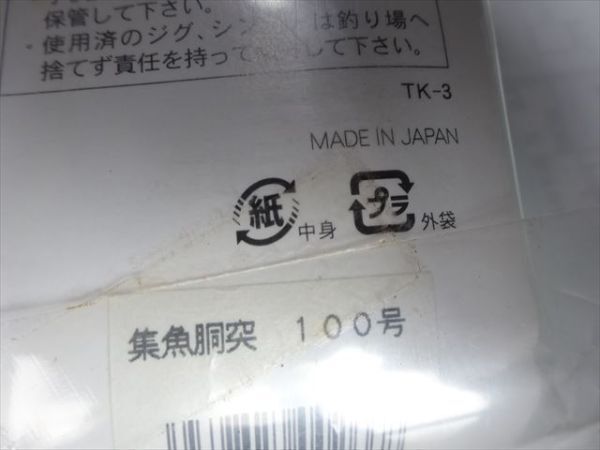 保管して下さい。
・使用済のジグ、シン は釣り場へ
捨てず責任を持って して下さい。
TK-3
MADE IN JAPAN
紙 中身
プラ 外袋
集魚胴突 100号